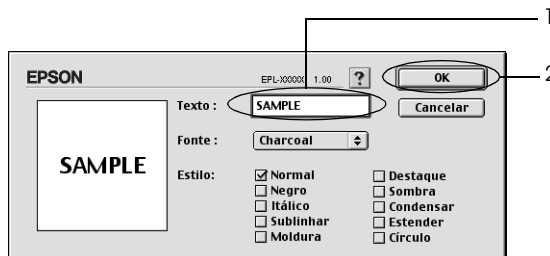 1
EPSON
EPL-XXXXX 1.00 ? OK
2
Texto : SAMPLE Cancelar
Fonte : Charcoal
SAMPLE
Estilo: Normal Destaque
Negro Sombra
Itálico Condensar
Sublinhar Estender
Moldura Círculo